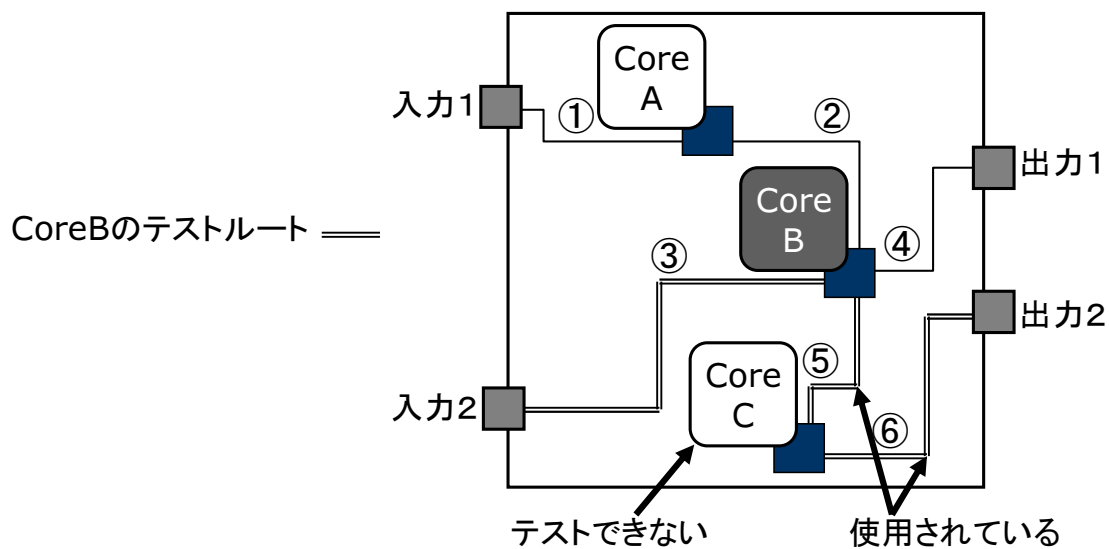 Core
A
入力1
①
②
出力1
Core
B
CoreBのテストルート
③
④
出力2
Core
C
⑤
入力2
⑥
テストできない
使用されている